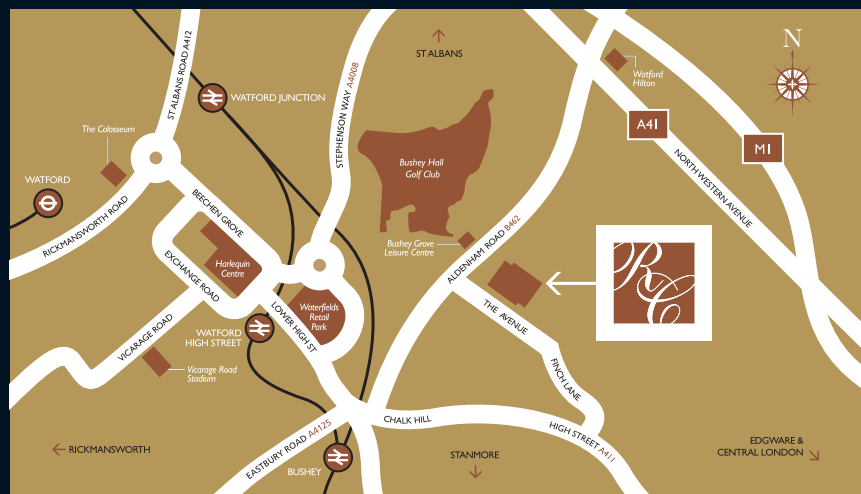 ST ALBANS
N
ST ALBANS ROAD A412
STEPHENSON WAY A4008
WATFORD JUNCTION
Watford
Hilton
A41
M1
NORTH WESTERN AVENUE
The Colosseum
WATFORD
RICKMANSWORTH ROAD
BEECHEN GROVE
Bushey Hall
Golf Club
Bushey Grove
Leisure Centre
ALDENHAM ROAD B462
RC
EXCHANGE ROAD
Harlequin
Centre
Waterfields
Retail
Park
LOWER HIGH ST
THE AVENUE
VICARAGE ROAD
WATFORD
HIGH STREET
Vicarage Road
Stadium
FINCH LANE
CHALK HILL
HIGH STREET A411
EASTBURY ROAD A4125
BUSHEY
RICKMANSWORTH
STANMORE
EDGWARE &
CENTRAL LONDON